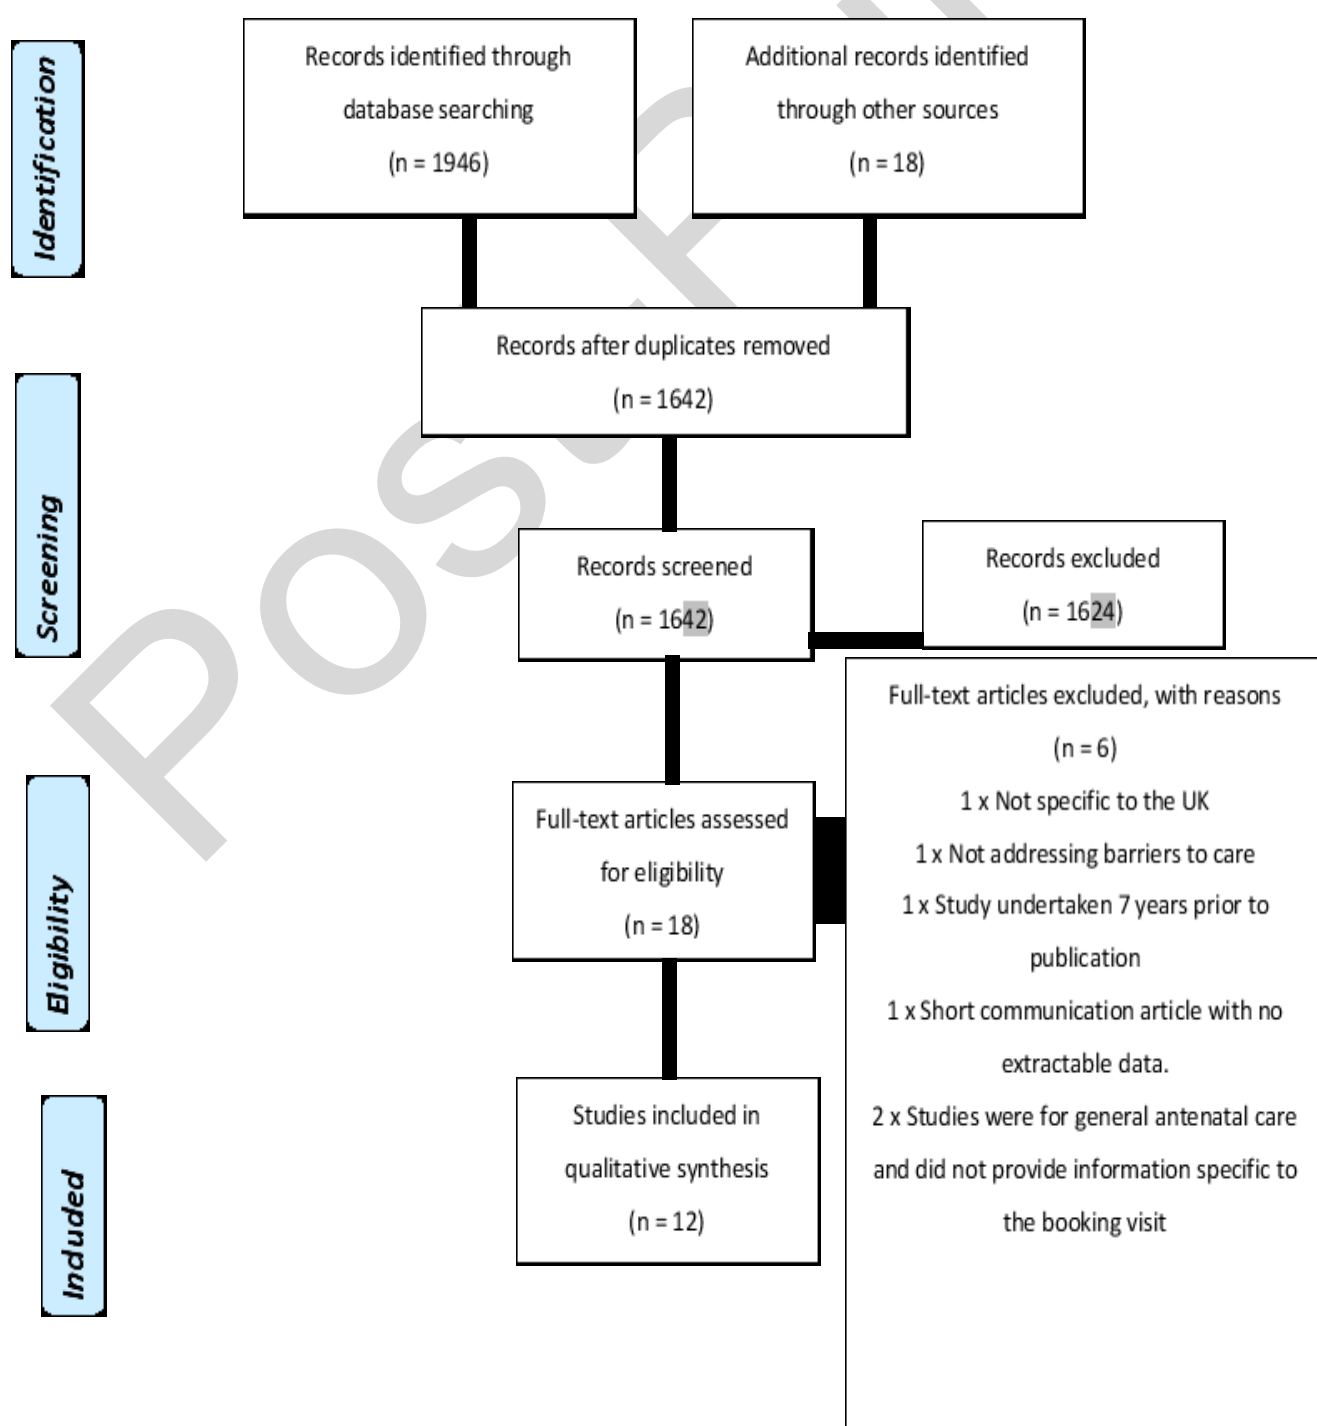 Identification
Records identified through
database searching
(n = 1946)
Additional records identified
through other sources
(n = 18)
Records after duplicates removed
(n = 1642)
Screening
Records screened
(n = 1642)
Records excluded
(n = 1624)
Eligibility
Full-text articles assessed
for eligibility
(n = 18)
Full-text articles excluded, with reasons
(n = 6)
1 x Not specific to the UK
1 x Not addressing barriers to care
1 x Study undertaken 7 years prior to
publication
1 x Short communication article with no
extractable data.
2 x Studies were for general antenatal care
and did not provide information specific to
the booking visit
Included
Studies included in
qualitative synthesis
(n = 12)